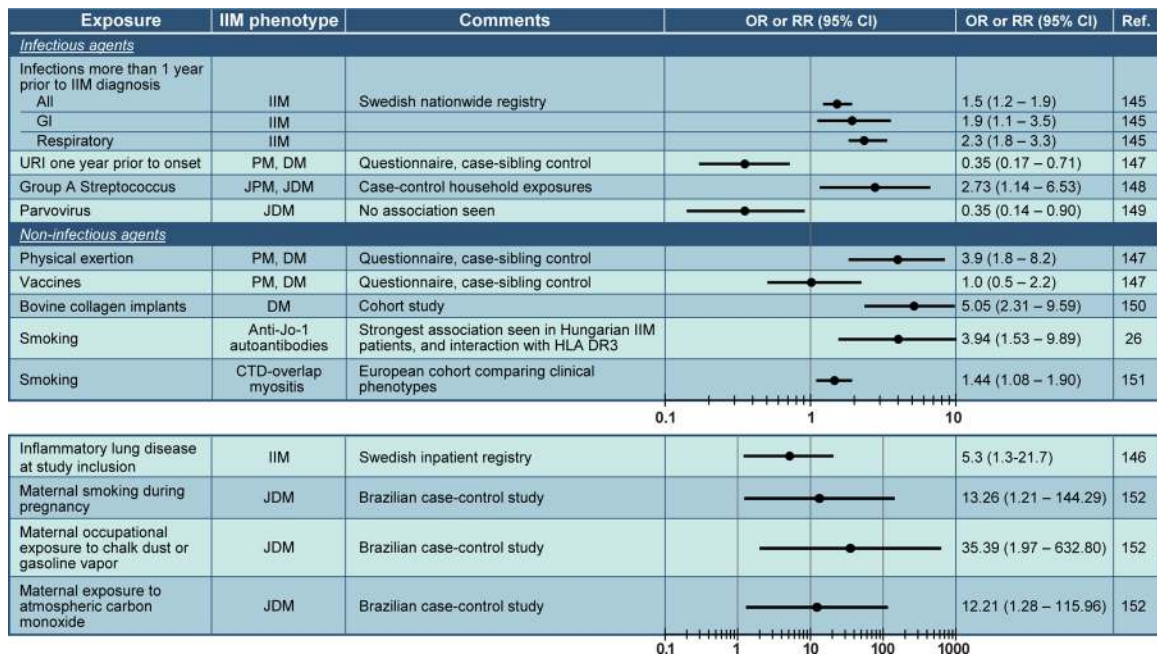 Exposure IIM phenotype Comments OR or RR (95% CI) OR or RR (95% CI) Ref.
Infectious agents
Infections more than 1 year
prior to IIM diagnosis
All IIM Swedish nationwide registry 1.5 (1.2 – 1.9) 145
GI IIM 1.9 (1.1 – 3.5) 145
Respiratory IIM 2.3 (1.8 – 3.3) 145
URI one year prior to onset PM, DM Questionnaire, case-sibling control 0.35 (0.17 – 0.71) 147
Group A Streptococcus JPM, JDM Case-control household exposures 2.73 (1.14 – 6.53) 148
Parvovirus JDM No association seen 0.35 (0.14 – 0.90) 149
Non-infectious agents
Physical exertion PM, DM Questionnaire, case-sibling control 3.9 (1.8 – 8.2) 147
Vaccines PM, DM Questionnaire, case-sibling control 1.0 (0.5 – 2.2) 147
Bovine collagen implants DM Cohort study 5.05 (2.31 – 9.59) 150
Smoking Anti-Jo-1 autoantibodies Strongest association seen in Hungarian IIM patients, and interaction with HLA DR3 3.94 (1.53 – 9.89) 26
Smoking CTD-overlap myositis European cohort comparing clinical phenotypes 1.44 (1.08 – 1.90) 151
0.1 1 10
Inflammatory lung disease
at study inclusion IIM Swedish inpatient registry 5.3 (1.3-21.7) 146
Maternal smoking during
pregnancy JDM Brazilian case-control study 13.26 (1.21 – 144.29) 152
Maternal occupational
exposure to chalk dust or
gasoline vapor JDM Brazilian case-control study 35.39 (1.97 – 632.80) 152
Maternal exposure to
atmospheric carbon
monoxide JDM Brazilian case-control study 12.21 (1.28 – 115.96) 152
0.1 1 10 100 1000